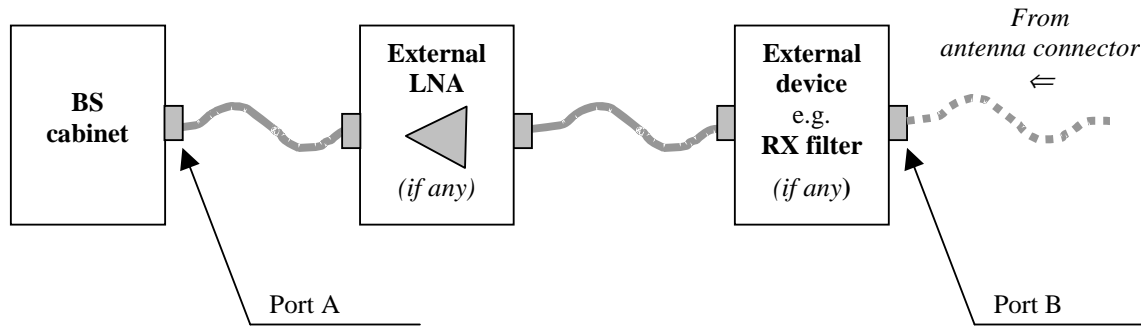 BS
cabinet
External
LNA
(if any)
External
device
e.g.
RX filter
(if any)
From
antenna connector
⇐
Port A
Port B